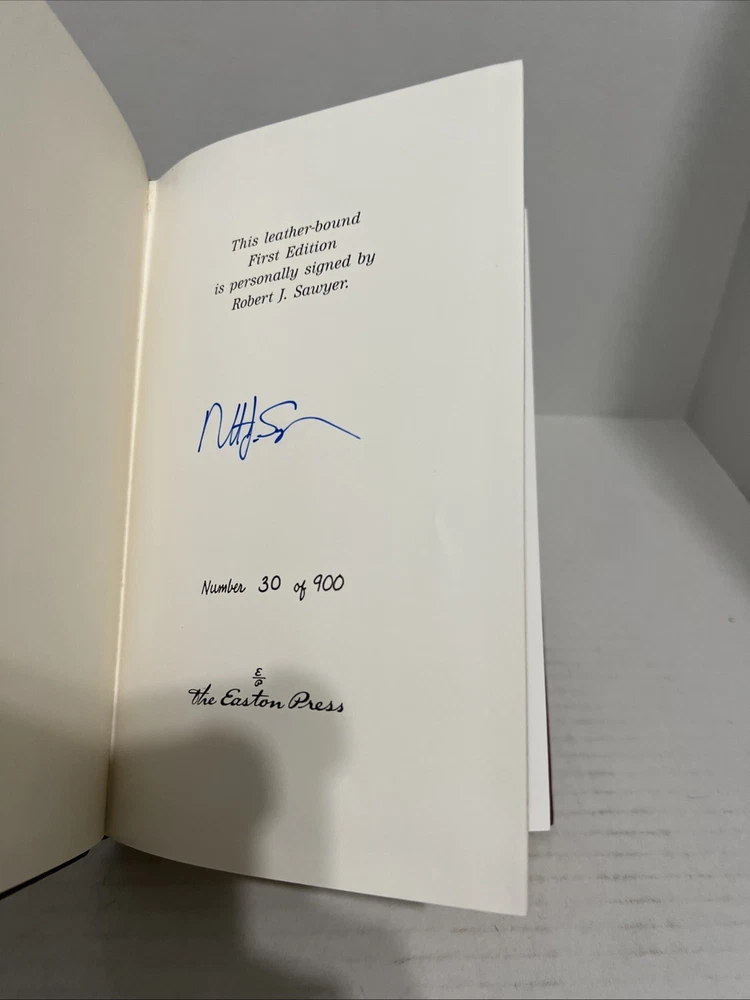 This leather-bound
First Edition
is personally signed by
Robert J. Sawyer.
Number 30 of 900
The Easton Press